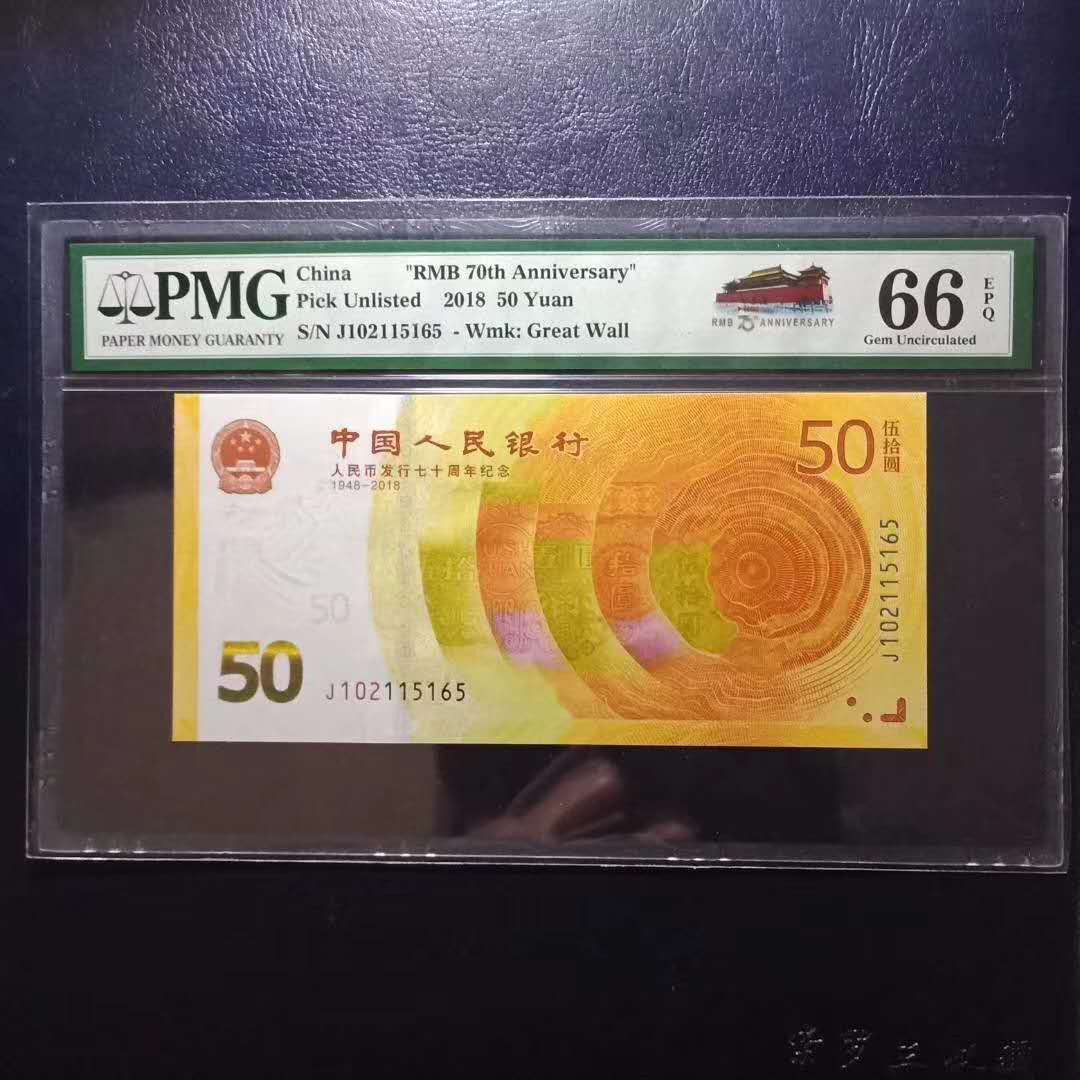 PMG
PAPER MONEY GUARANTY
China "RMB 70th Anniversary"
Pick Unlisted 2018 50 Yuan
S/N J102115165 - Wmk: Great Wall
RMB 70th ANNIVERSARY
66
EPQ
Gem Uncirculated
中国人民银行
人民币发行七十周年纪念
1948-2018
50
伍拾圆
50
50
J102115165
J102115165